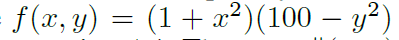 f(x, y) = (1 + x²)(100 − y²)